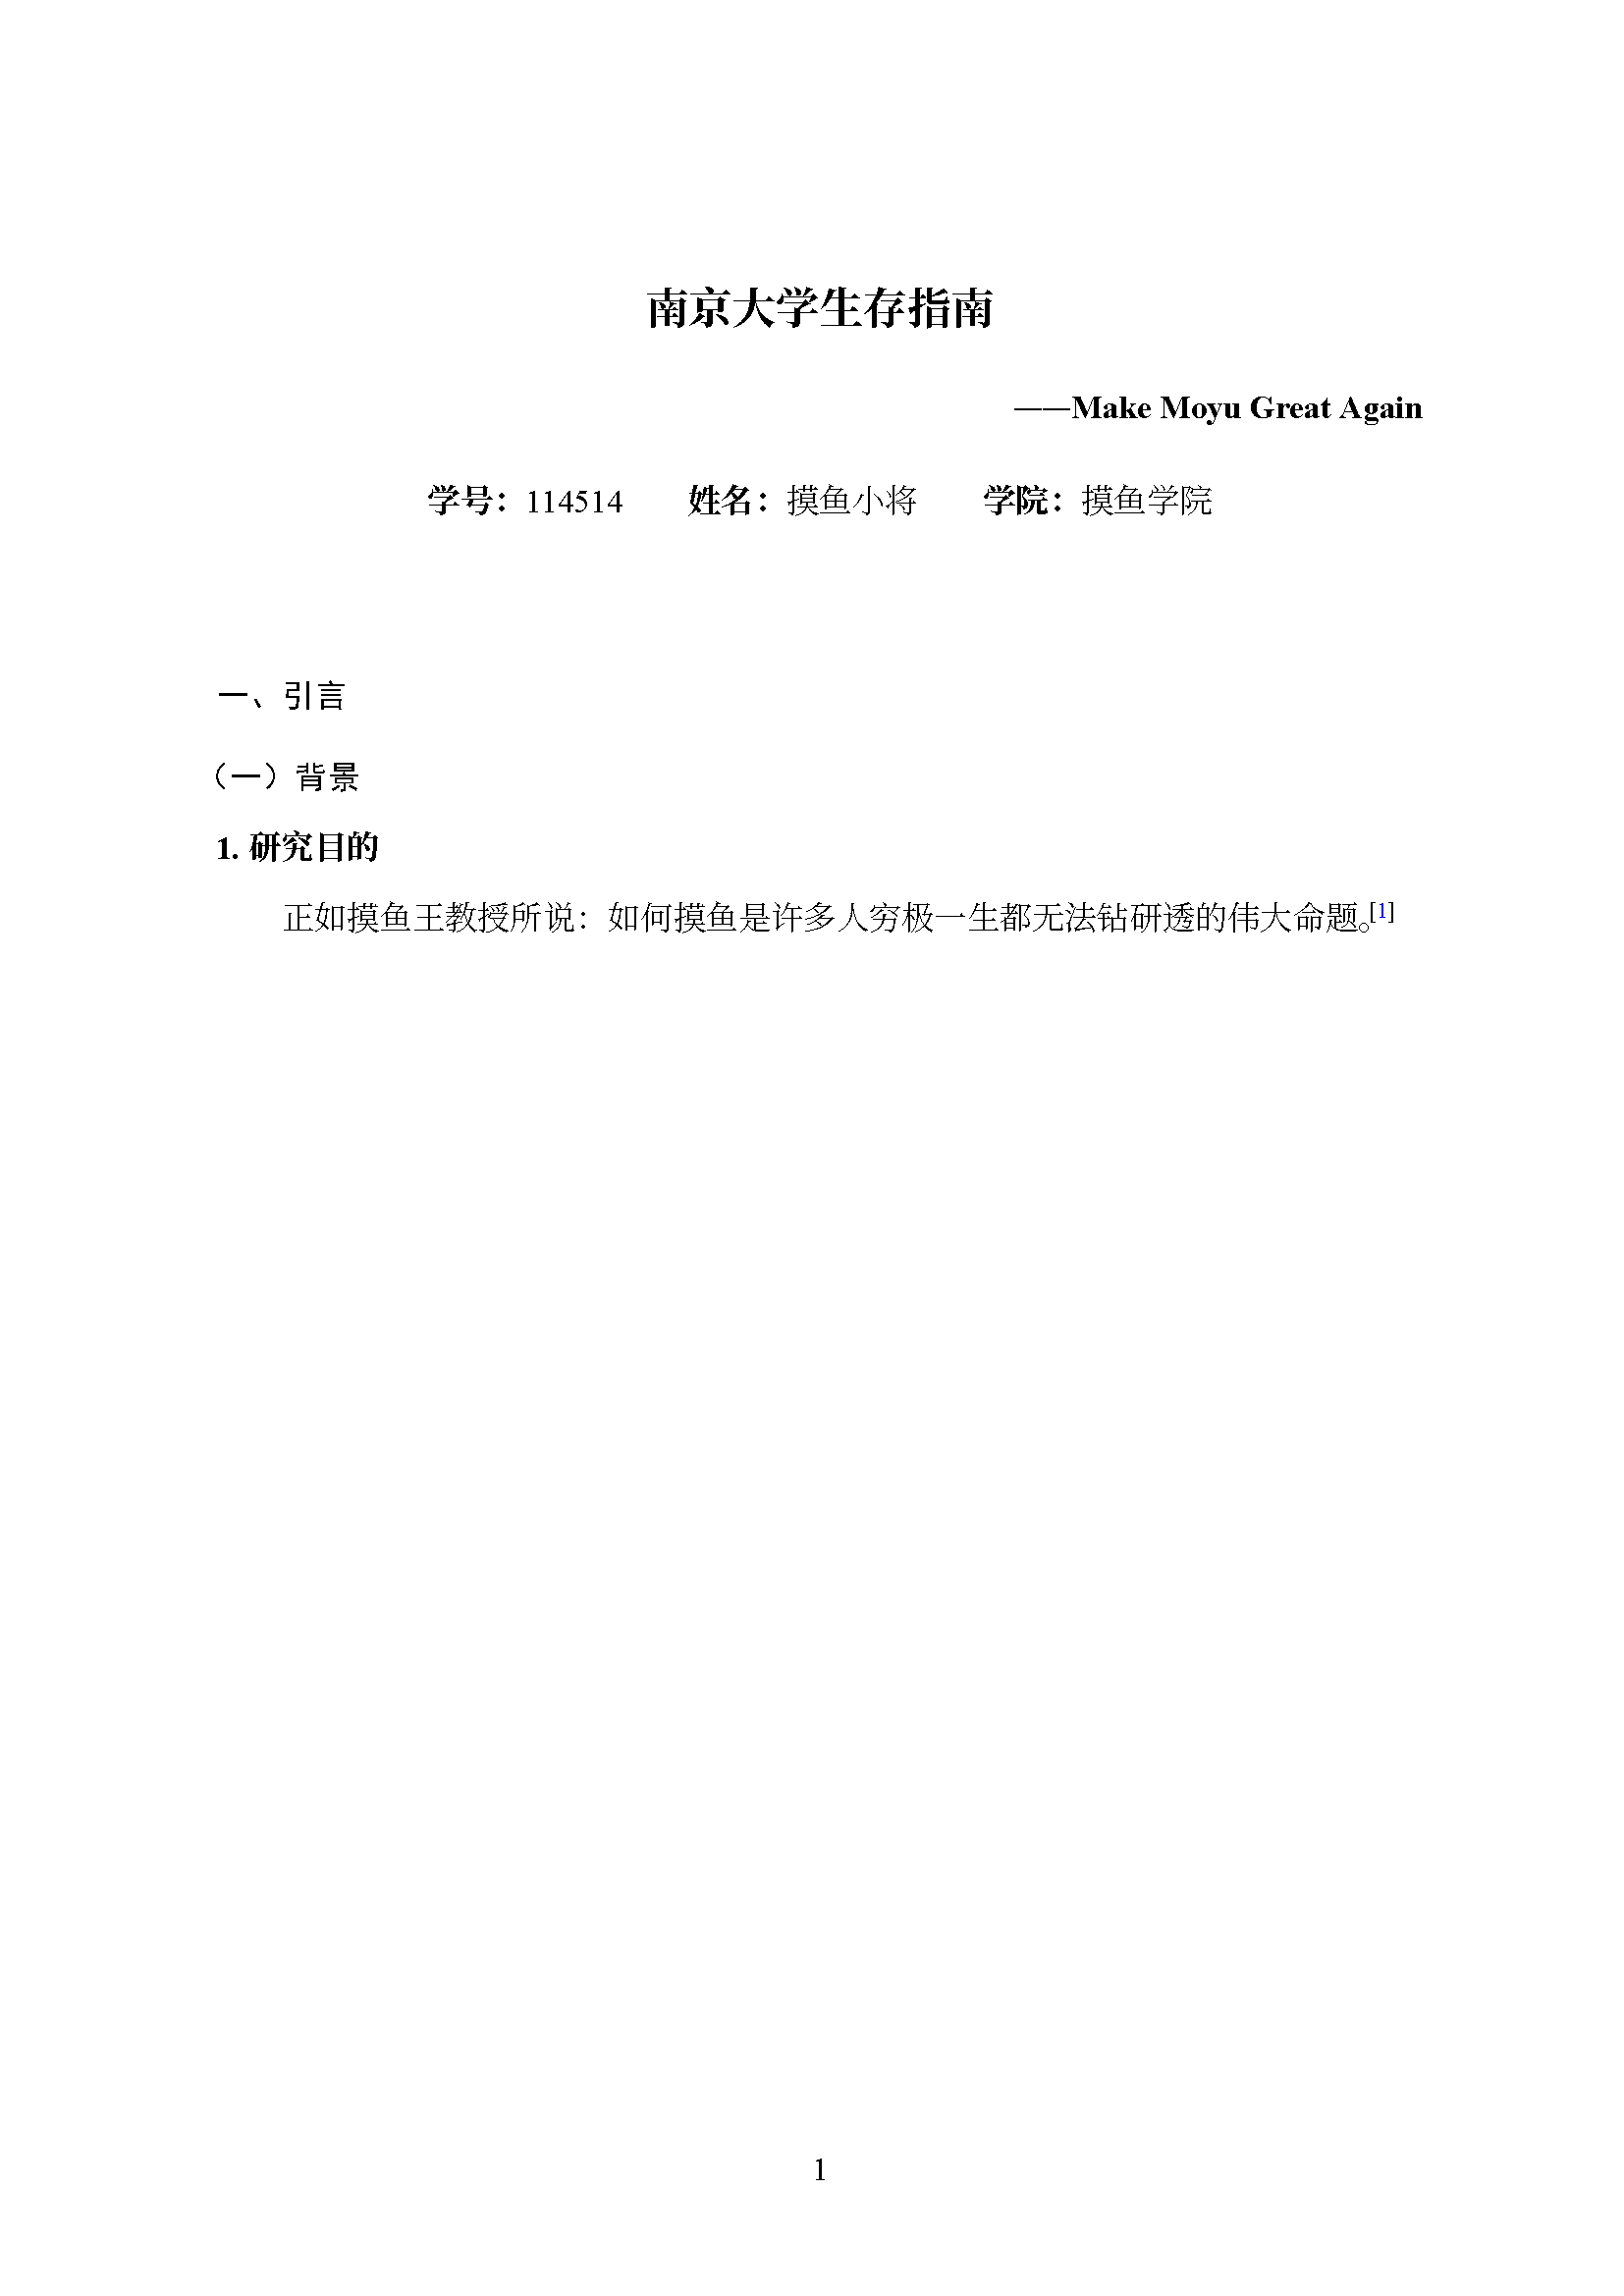 南京大学生存指南
——Make Moyu Great Again
学号：114514 姓名：摸鱼小将 学院：摸鱼学院
一、引言
（一）背景
1. 研究目的
正如摸鱼王教授所说：如何摸鱼是许多人穷极一生都无法钻研透的伟大命题。[1]
1